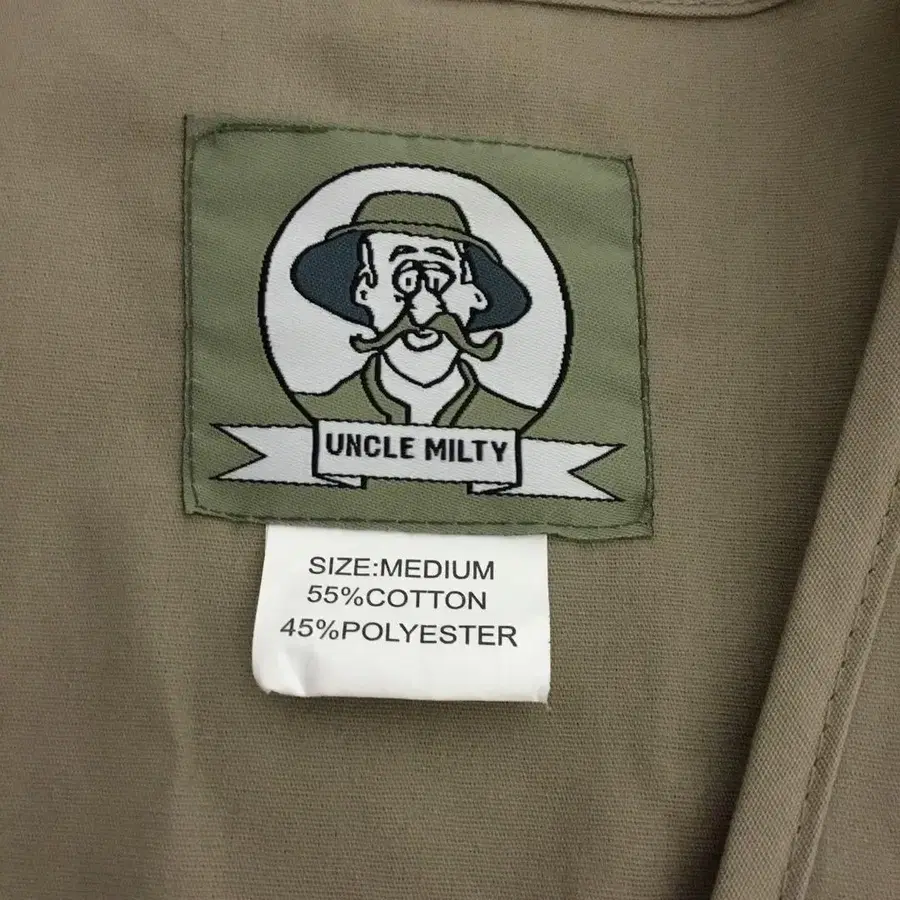 UNCLE MILTY
SIZE:MEDIUM
55%COTTON
45%POLYESTER